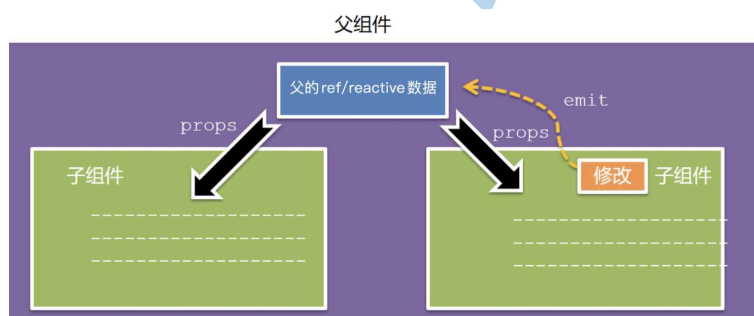 父组件
父的ref/reactive数据
emit
props
props
子组件
修改
子组件